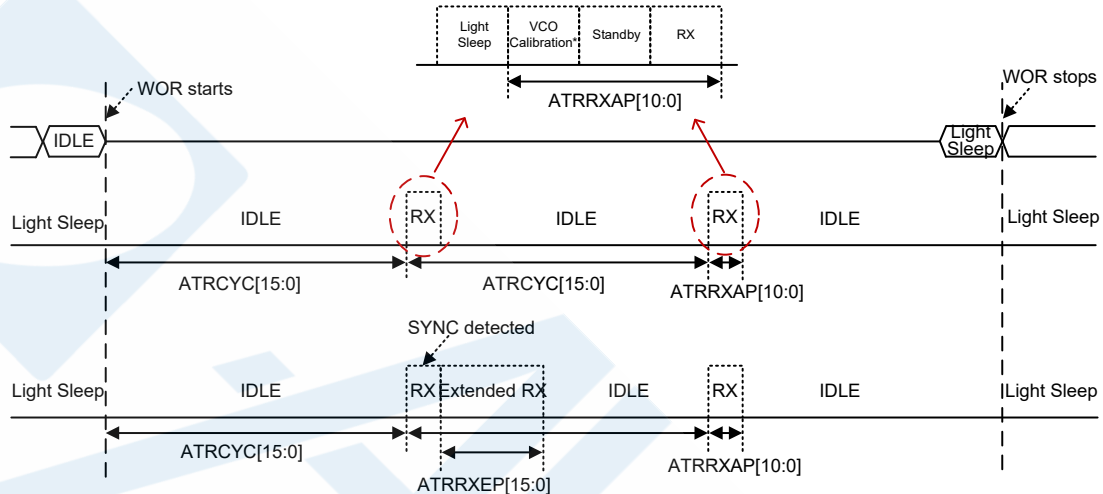 Light
Sleep
VCO
Calibration*
Standby
RX
ATRRXAP[10:0]
WOR starts
WOR stops
IDLE
Light
Sleep
Light Sleep
IDLE
RX
IDLE
RX
IDLE
Light Sleep
ATRCYC[15:0]
ATRCYC[15:0]
ATRRXAP[10:0]
SYNC detected
Light Sleep
IDLE
RX
Extended RX
IDLE
RX
IDLE
Light Sleep
ATRCYC[15:0]
ATRRXAP[10:0]
ATRRXEP[15:0]